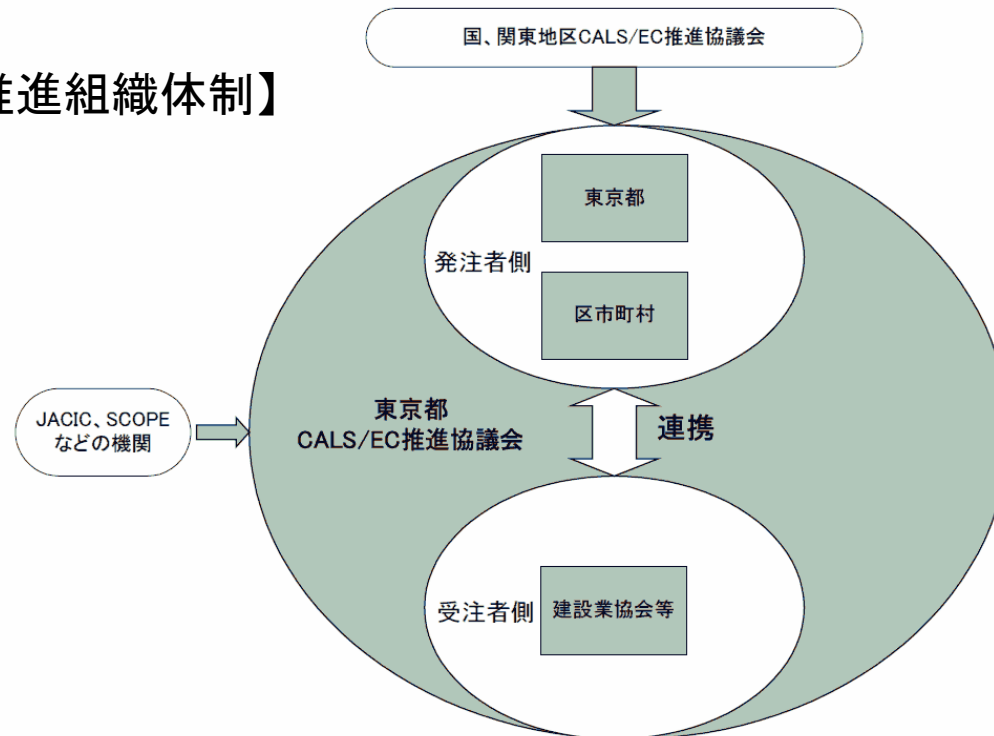 国、関東地区CALS/EC推進協議会
推進組織体制】
東京都
発注者側
区市町村
JACIC、SCOPE
などの機関
東京都
CALS/EC推進協議会
連携
受注者側
建設業協会等